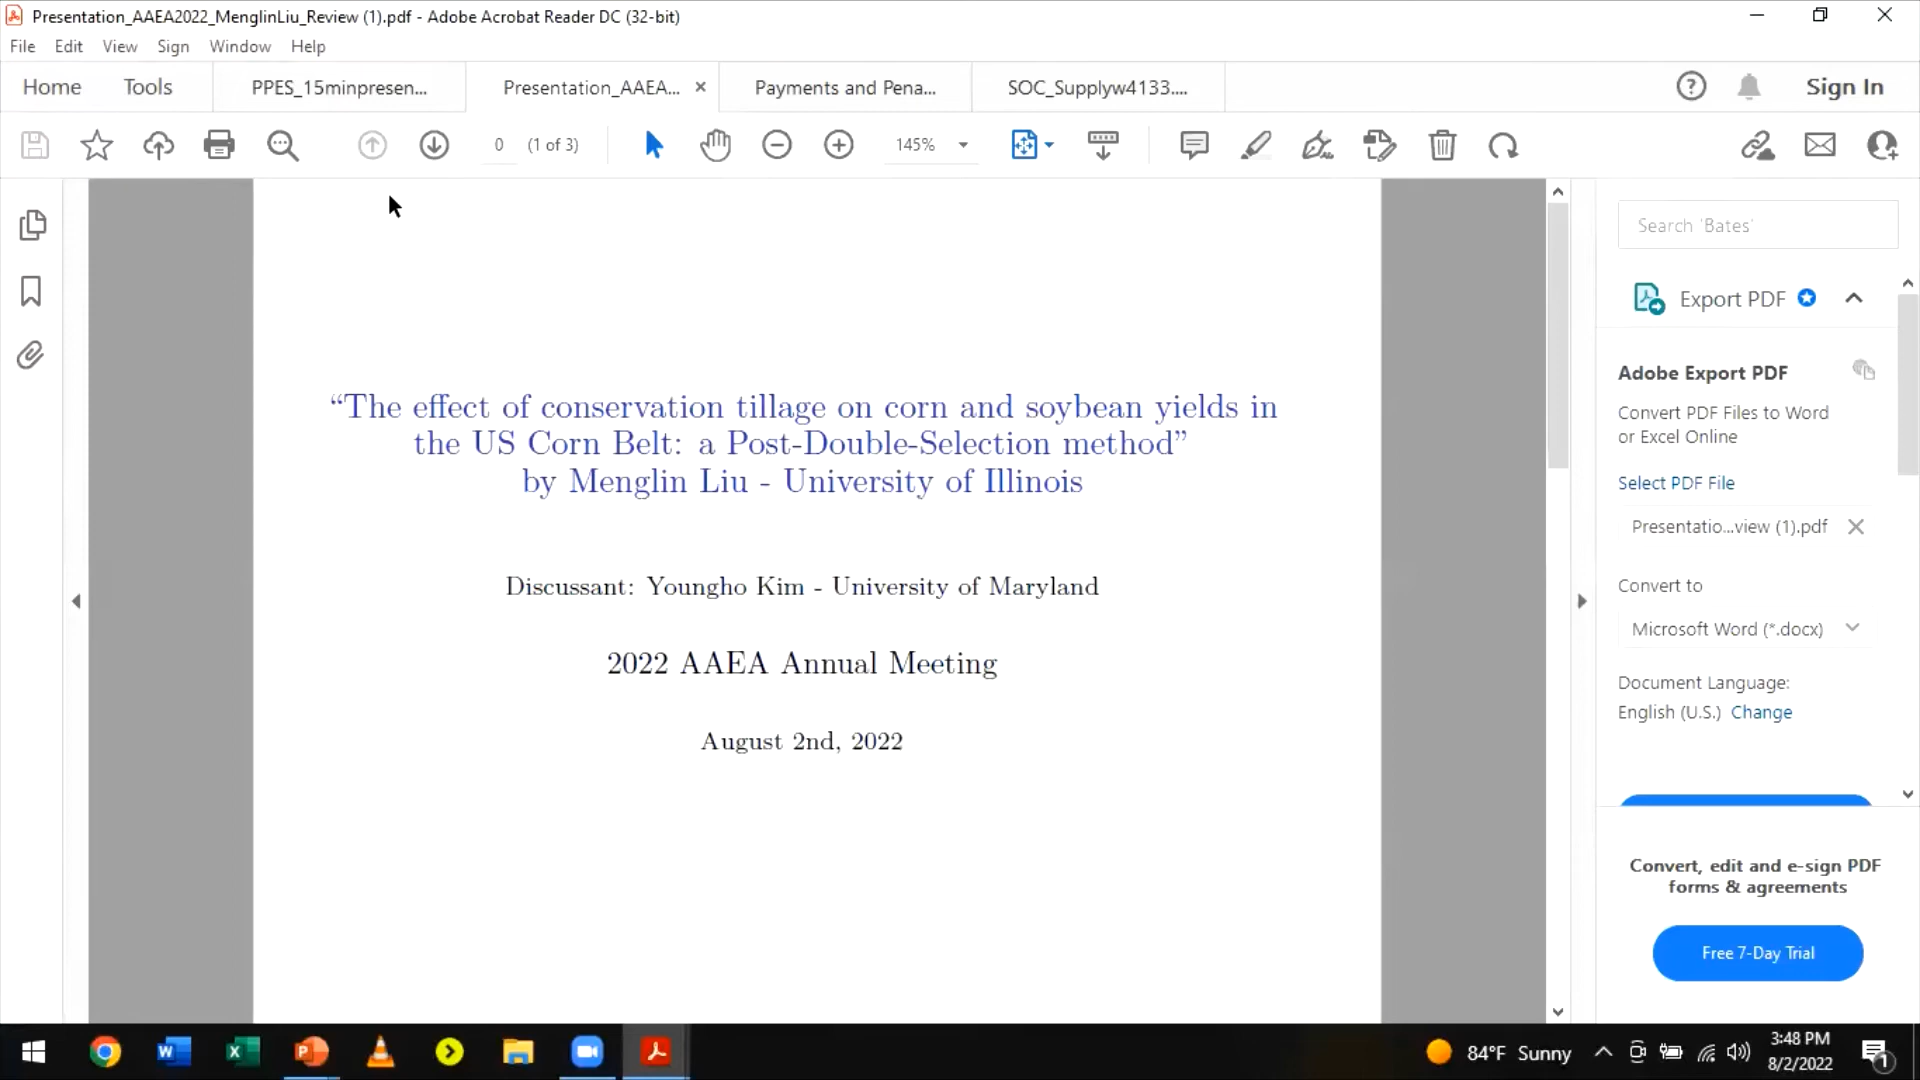 Presentation_AAEA2022_MenglinLiu_Review (1).pdf - Adobe Acrobat Reader DC (32-bit)
File Edit View Sign Window Help
Home Tools PPES_15minpresen... Presentation_AAEA... Payments and Pena... SOC_Supplyw4133.... Sign In
0 (1 of 3) 145%
Search 'Bates'
Export PDF
Adobe Export PDF
Convert PDF Files to Word
or Excel Online
Select PDF File
Presentatio...view (1).pdf
Convert to
Microsoft Word (*.docx)
Document Language:
English (U.S.) Change
Convert, edit and e-sign PDF
forms & agreements
Free 7-Day Trial
“The effect of conservation tillage on corn and soybean yields in
the US Corn Belt: a Post-Double-Selection method”
by Menglin Liu - University of Illinois
Discussant: Youngho Kim - University of Maryland
2022 AAEA Annual Meeting
August 2nd, 2022
84°F Sunny
3:48 PM
8/2/2022
1